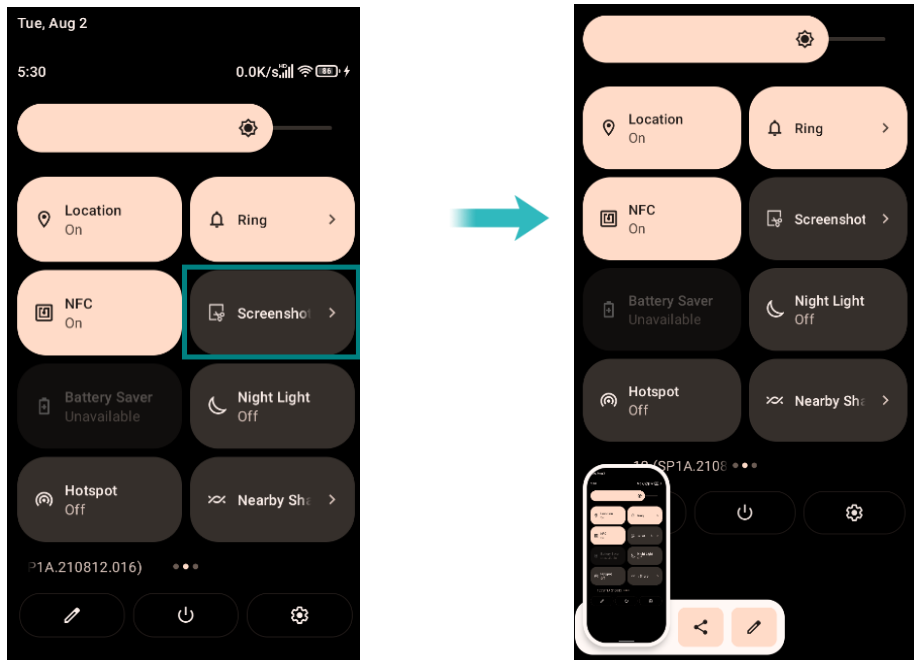 Tue, Aug 2
5:30
0.0K/s
HD
86
Location
On
Ring
NFC
On
Screenshot
Battery Saver
Unavailable
Night Light
Off
Hotspot
Off
Nearby Sha
P1A.210812.016)
Location
On
Ring
NFC
On
Screenshot
Battery Saver
Unavailable
Night Light
Off
Hotspot
Off
Nearby Sha
(SP1A.2108